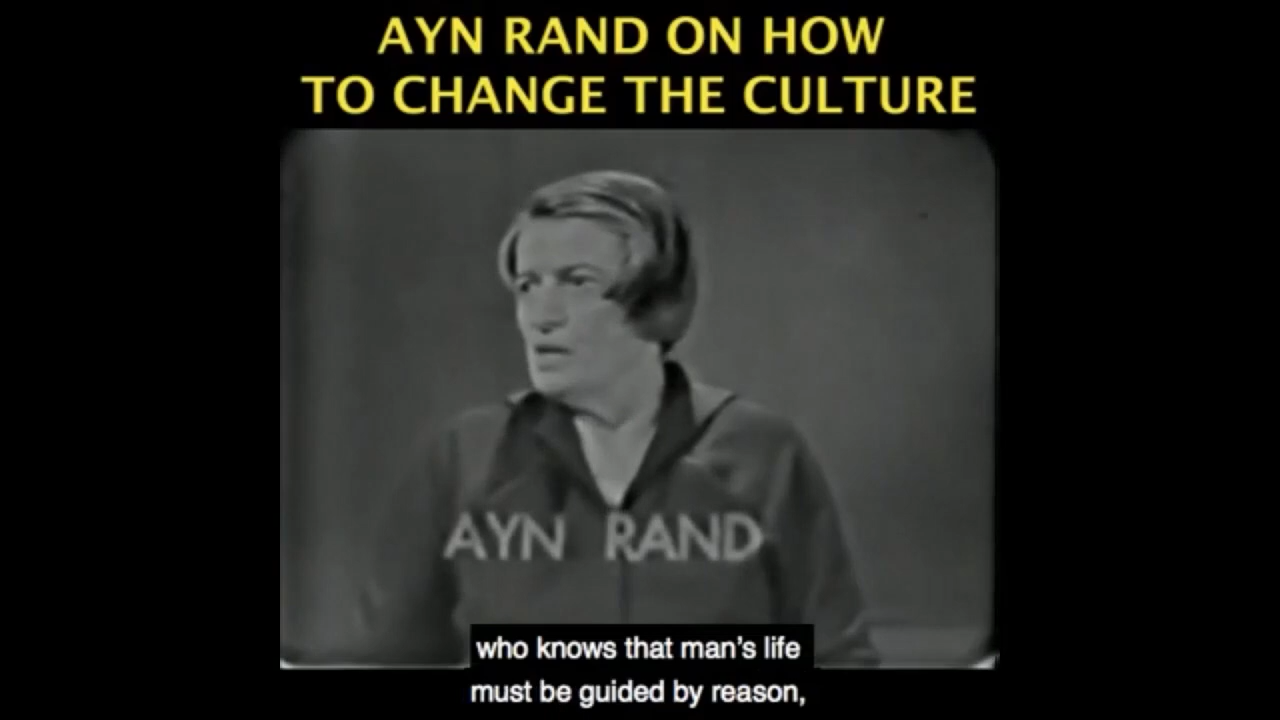 AYN RAND ON HOW
TO CHANGE THE CULTURE
AYN RAND
who knows that man's life
must be guided by reason,